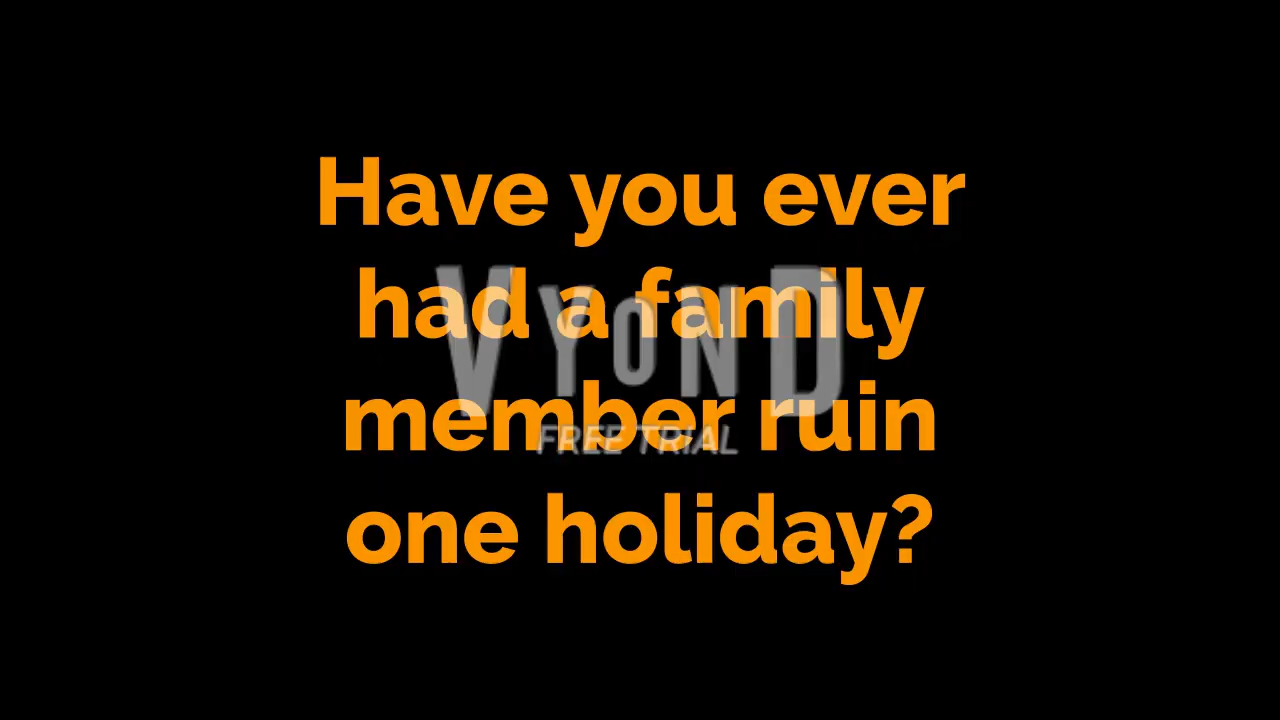 Have you ever
had a family
VYOND
member ruin
FREE TRIAL
one holiday?